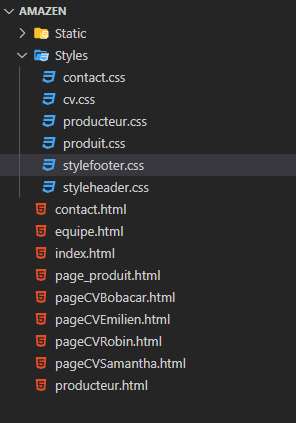 AMAZEN
Static
Styles
contact.css
cv.css
producteur.css
produit.css
stylefooter.css
styleheader.css
contact.html
equipe.html
index.html
page_produit.html
pageCVBobacar.html
pageCVEmilien.html
pageCVRobin.html
pageCVSamantha.html
producteur.html